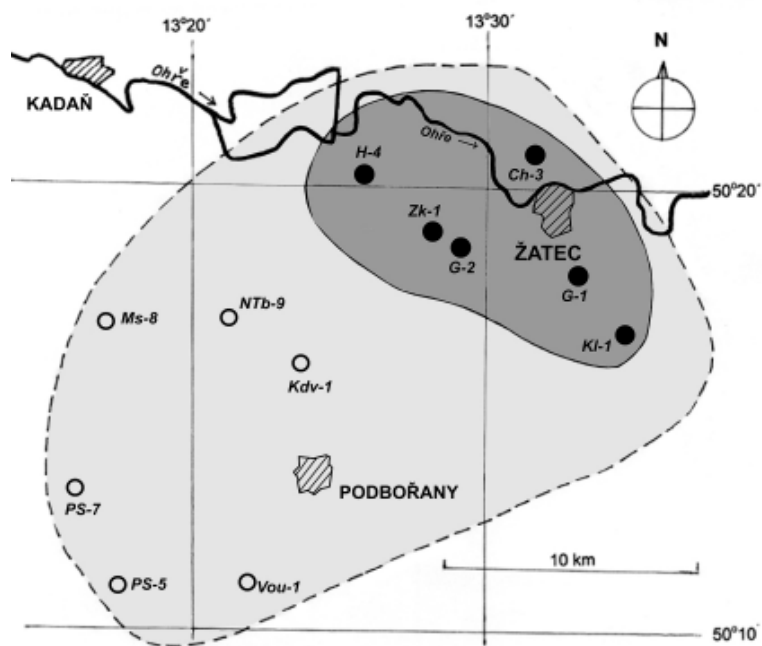 13°20´
13°30´
N
Ohře
KADAŇ
Ohře
H-4
Ch-3
50°20´
Zk-1
G-2
ŽATEC
G-1
NTb-9
Ms-8
Kl-1
Kdv-1
PODBOŘANY
PS-7
10 km
PS-5
Vou-1
50°10´